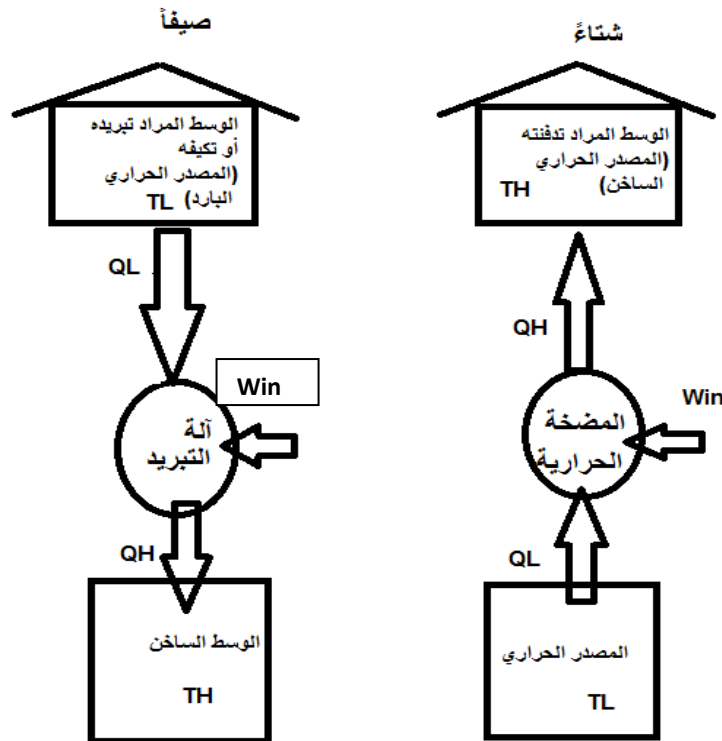 صيفاً
الوسط المراد تبريده
أو تكيفه
(المصدر الحراري
البارد)
TL
QL
Win
آلة
التبريد
QH
الوسط الساخن
TH
شتاءً
الوسط المراد تدفنته
(المصدر الحراري
الساخن)
TH
QH
Win
المضخة
الحرارية
QL
المصدر الحراري
TL